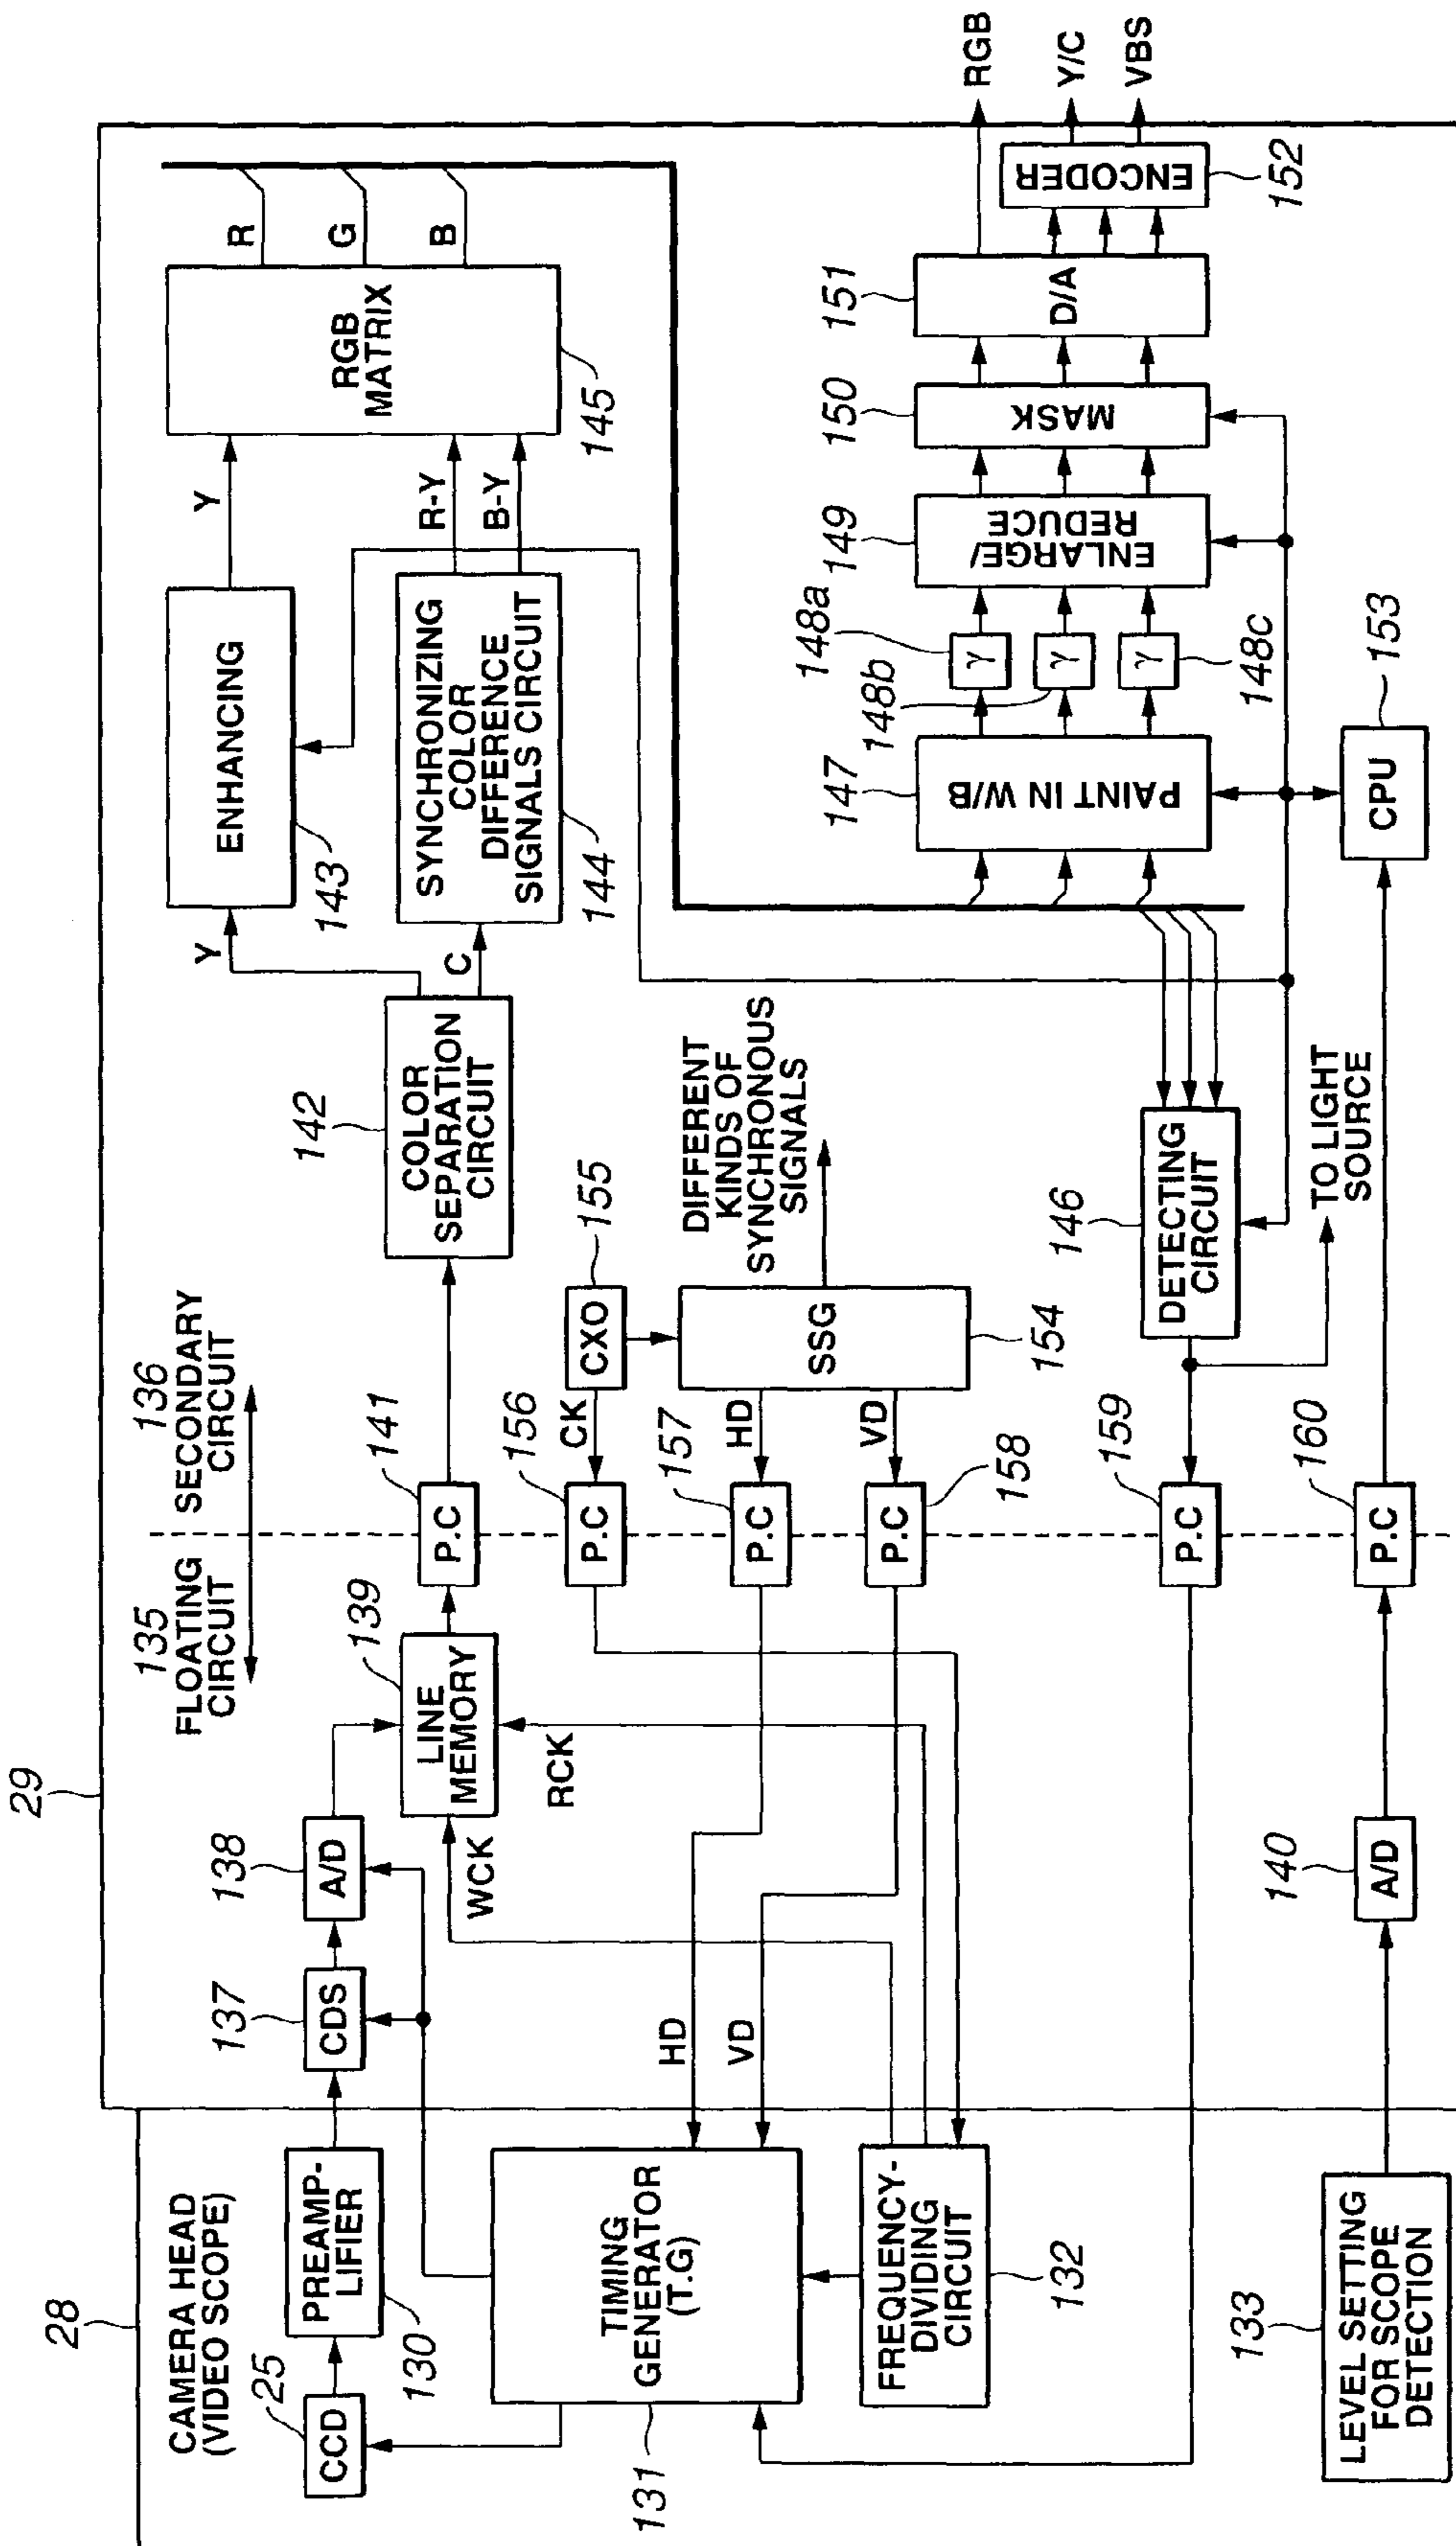 28
29
CAMERA HEAD
(VIDEO SCOPE)
25
CCD
PREAMP-
LIFIER
130
137
CDS
138
A/D
135
FLOATING
CIRCUIT
136
SECONDARY
CIRCUIT
139
LINE
MEMORY
WCK
RCK
141
P.C
142
COLOR
SEPARATION
CIRCUIT
Y
C
ENHANCING
143
SYNCHRONIZING
COLOR
DIFFERENCE
SIGNALS CIRCUIT
144
Y
R-Y
B-Y
RGB
MATRIX
145
R
G
B
TIMING
GENERATOR
(T.G)
131
HD
VD
FREQUENCY-
DIVIDING
CIRCUIT
132
156
P.C
CK
CXO
155
157
P.C
HD
P.C
158
VD
SSG
154
DIFFERENT
KINDS OF
SYNCHRONOUS
SIGNALS
159
P.C
146
DETECTING
CIRCUIT
TO LIGHT
SOURCE
147
PAINT IN W/B
148a
γ
148b
γ
γ
148c
149
ENLARGE/
REDUCE
150
MASK
151
D/A
ENCODER
152
RGB
Y/C
VBS
LEVEL SETTING
FOR SCOPE
DETECTION
133
140
A/D
160
P.C
CPU
153